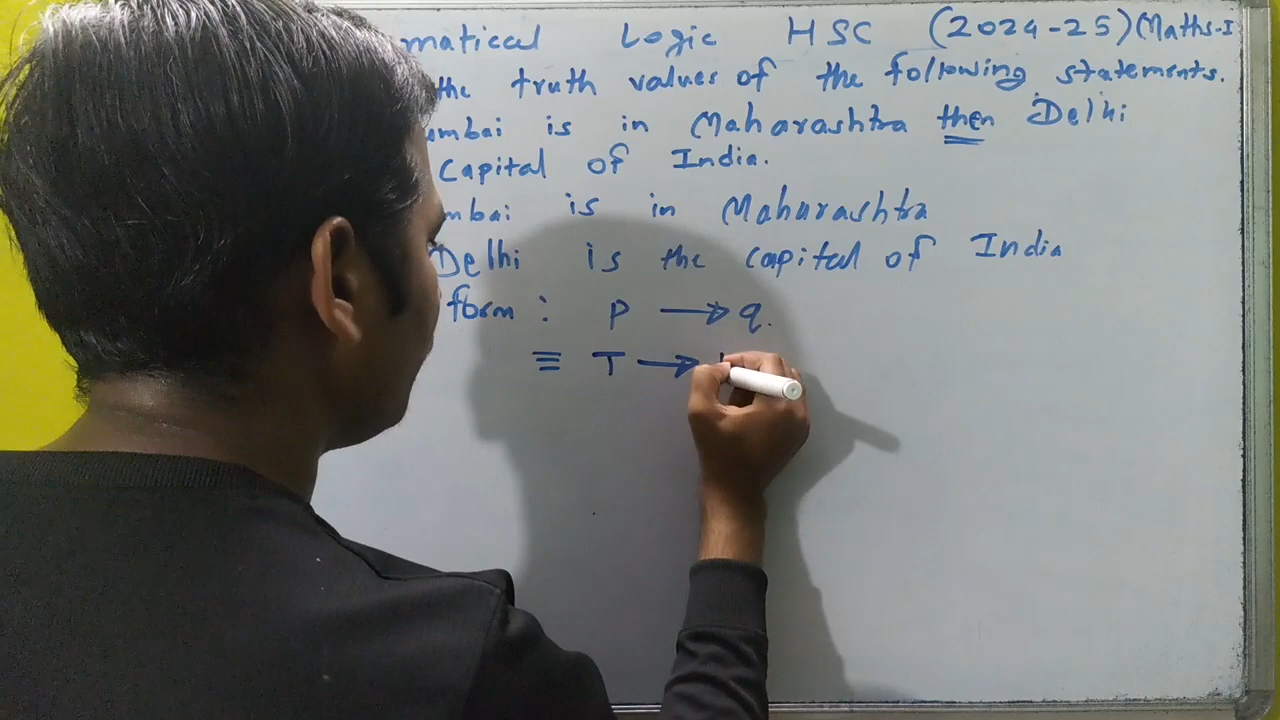 matical Logic HSC (2024-25)(Maths-I
the truth values of the following statements.
umbai is in Maharashtra then Delhi
Capital of India.
mbai is in Maharashtra
Delhi is the capital of India
form : P → q.
≡ T →